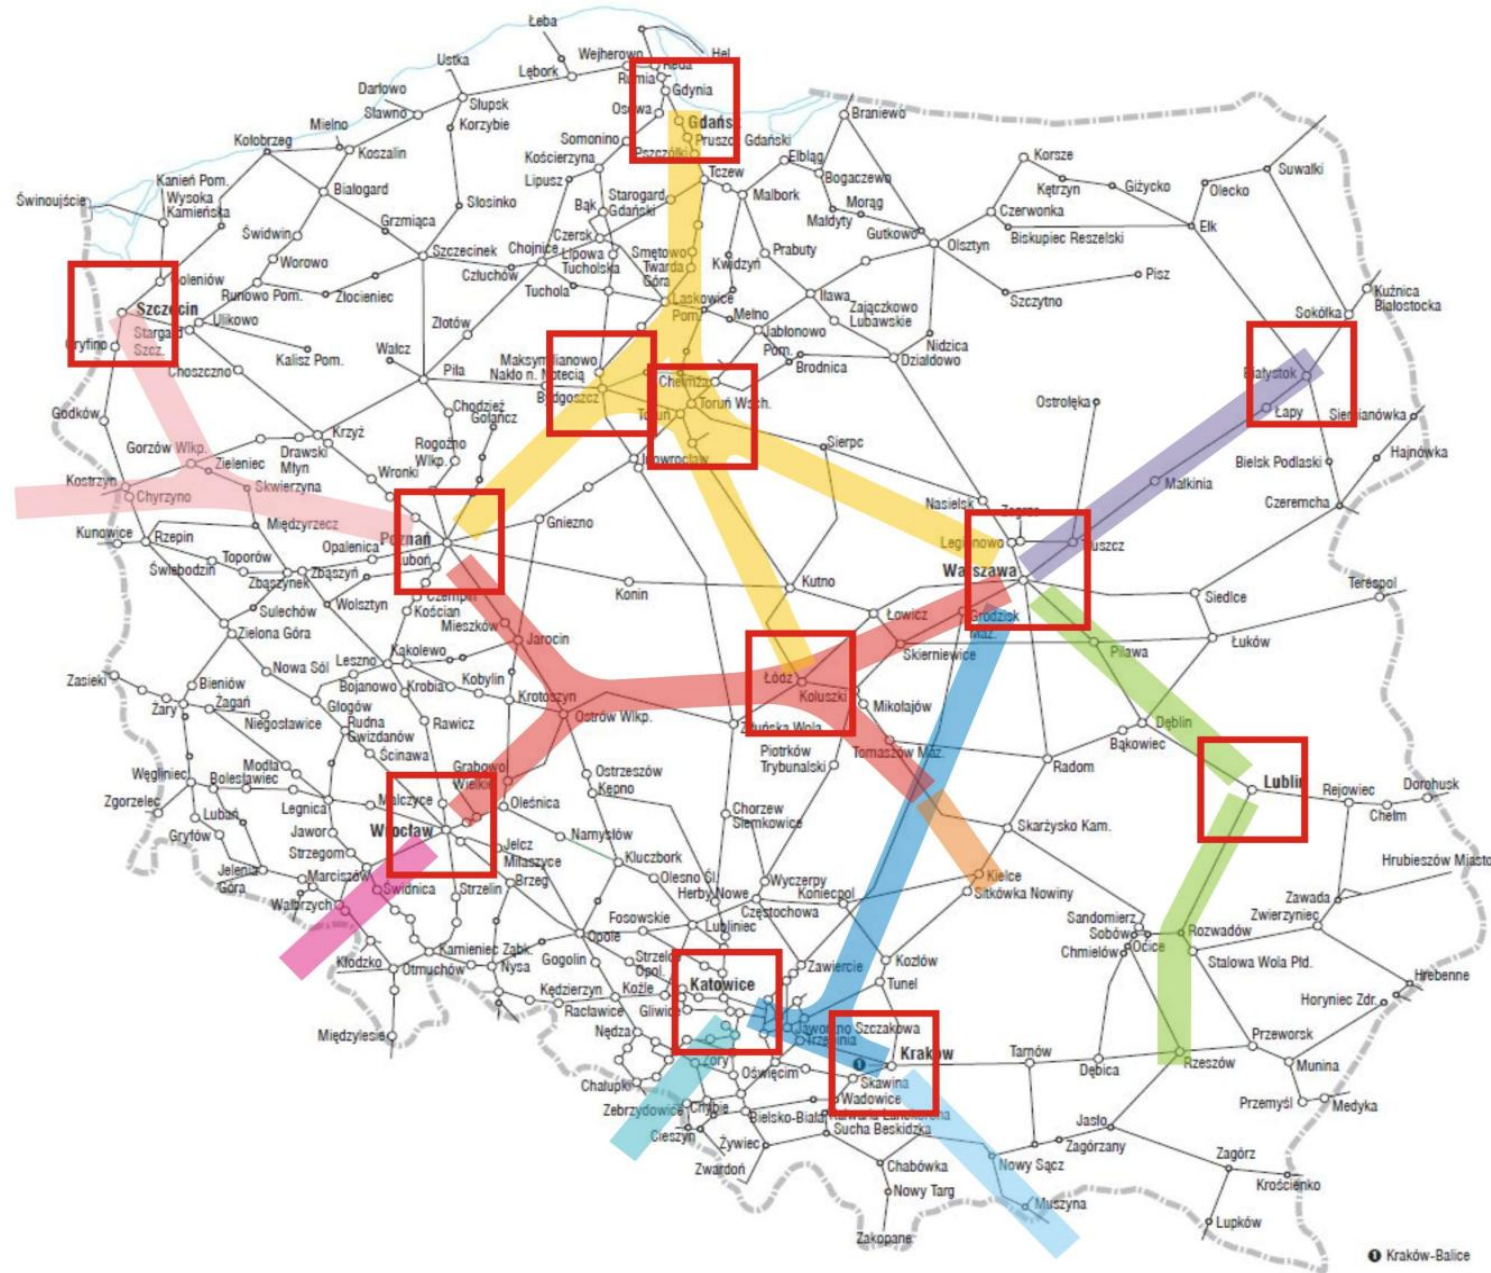 Łeba
Hel
Wejherowo
Reda
Ustka
Rumia
Lębork
Gdynia
Darłowo
Słupsk
Osowa
Sławno
Braniewo
Mielno
Korzybie
Gdańsk
Kołobrzeg
Koszalin
Somonino
Pruszcz Gdański
Pszczółki
Kościerzyna
Elbląg
Korsze
Tczew
Bogaczewo
Suwałki
Kamień Pom.
Lipusz
Kętrzyn
Giżycko
Olecko
Świnoujście
Wysoka
Kamieńska
Białogard
Starogard
Gdański
Malbork
Morąg
Słosinko
Bąk
Małdyty
Czerwonka
Grzmiąca
Gutkowo
Biskupiec Reszelski
Ełk
Świdwin
Czersk
Olsztyn
Szczecinek
Chojnice
Lipowa
Tucholska
Smętowo
Prabuty
Worowo
Człuchów
Twarda
Góra
Kwidzyn
Pisz
Goleniów
Runowo Pom.
Złocieniec
Tuchola
Iława
Szczytno
Kuźnica
Białostocka
Szczecin
Laskowice
Pom.
Zajączkowo
Lubawskie
Sokółka
Ulikowo
Złotów
Mełno
Stargard
Szcz.
Jabłonowo
Pom.
Nidzica
Gryfino
Kalisz Pom.
Wałcz
Maksymilianowo
Działdowo
Choszczno
Piła
Nakło n. Notecią
Chełmża
Brodnica
Białystok
Bydgoszcz
Toruń Wsch.
Ostrołęka
Łapy
Siemianówka
Godków
Chodzież
Gołańcz
Toruń
Krzyż
Sierpc
Gorzów Wlkp.
Drawski
Młyn
Rogoźno
Wlkp.
Inowrocław
Bielsk Podlaski
Hajnówka
Zieleniec
Wronki
Kostrzyn
Skwierzyna
Małkinia
Chyrzyno
Nasielsk
Czeremcha
Zegrze
Kunowice
Rzepin
Międzyrzecz
Gniezno
Opalenica
Poznań
Legionowo
Tłuszcz
Toporów
Luboń
Świebodzin
Zbąszynek
Zbąszyń
Warszawa
Konin
Kutno
Terespol
Sulechów
Wolsztyn
Czempiń
Kościan
Łowicz
Grodzisk
Maz.
Siedlce
Zielona Góra
Mieszków
Jarocin
Łuków
Kąkolewo
Skierniewice
Pilawa
Zasieki
Nowa Sól
Leszno
Bojanowo
Krobia
Kobylin
Łódź
Koluszki
Bieniów
Krotoszyn
Żary
Żagań
Głogów
Mikołajów
Niegosławice
Rudna
Gwizdanów
Rawicz
Ostrów Wlkp.
Zduńska Wola
Dęblin
Ścinawa
Piotrków
Trybunalski
Tomaszów Maz.
Bąkowiec
Węgliniec
Modła
Grabowo
Wielkie
Ostrzeszów
Radom
Bolesławiec
Kępno
Lublin
Rejowiec
Dorohusk
Zgorzelec
Legnica
Malczyce
Oleśnica
Chorzew
Siemkowice
Chełm
Lubań
Gryfów
Jawor
Wrocław
Namysłów
Skarżysko Kam.
Strzegom
Jelcz
Miłaszyce
Kluczbork
Hrubieszów Miasto
Jelenia
Góra
Marciszów
Świdnica
Strzelin
Brzeg
Olesno Śl.
Wyczerpy
Kielce
Wałbrzych
Herby Nowe
Koniecpol
Sitkówka Nowiny
Zawada
Częstochowa
Fosowskie
Sandomierz
Zwierzyniec
Lubliniec
Sobów
Rozwadów
Opole
Chmielów
Ocice
Kamieniec Ząbk.
Kłodzko
Otmuchów
Nysa
Gogolin
Strzelce
Opol.
Zawiercie
Kozłów
Stalowa Wola Płd.
Hrebenne
Katowice
Kędzierzyn
Koźle
Tunel
Racławice
Gliwice
Horyniec Zdr.
Międzylesie
Nędza
Jaworzno Szczakowa
Trzebinia
Przeworsk
Kraków
Tarnów
Żory
Oświęcim
Dębica
Rzeszów
Munina
Chałupki
Skawina
Zebrzydowice
Chybie
Wadowice
Przemyśl
Medyka
Bielsko-Biała
Kalwaria Lanckorona
Cieszyn
Sucha Beskidzka
Jasło
Żywiec
Zagórzany
Zwardoń
Chabówka
Nowy Sącz
Zagórz
Nowy Targ
Krościenko
Muszyna
Zakopane
Łupków
Kraków-Balice